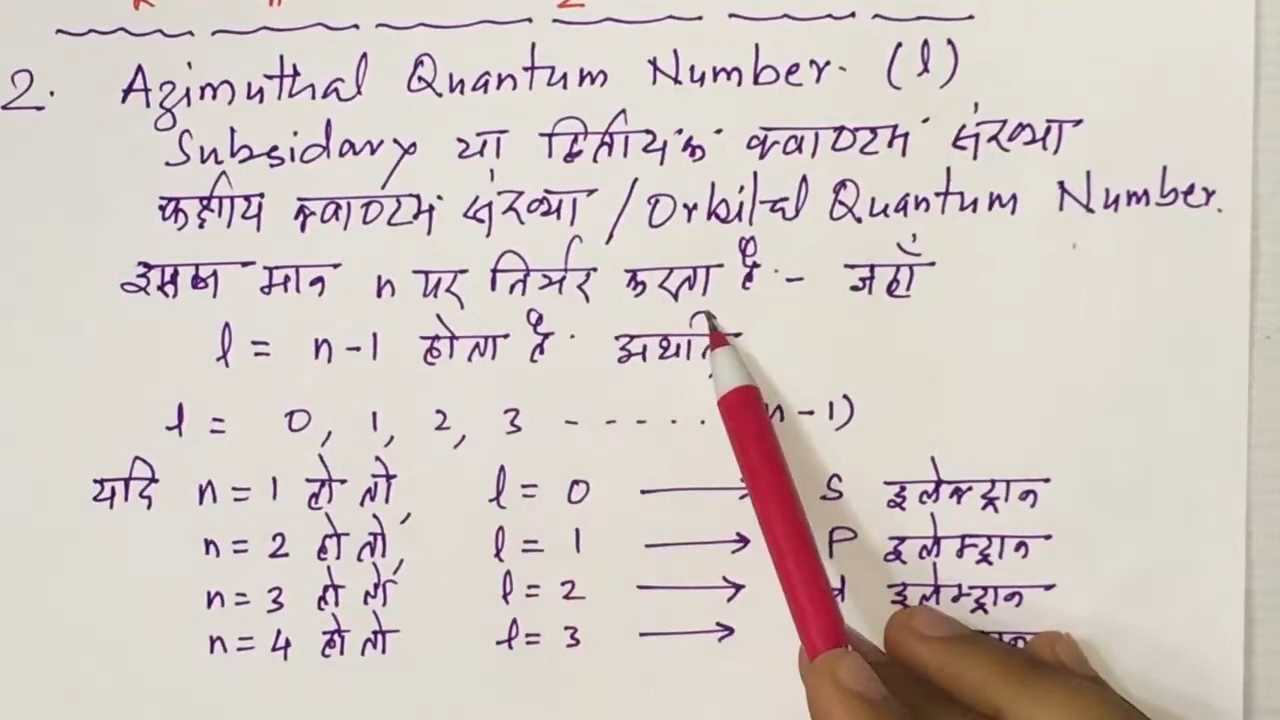 2. Azimuthal Quantum Number. (l)
Subsidary या द्वितीयक क्वाण्टम संख्या
कक्षीय क्वाण्टम संख्या / Orbital Quantum Number.
इसका मान n पर निर्भर करता है - जहाँ
l = n-1 होता है. अर्थात्
l = 0, 1, 2, 3 ------ n-1)
यदि n = 1 हो तो, l = 0 → S इलेक्ट्रान
n = 2 हो तो, l = 1 → P इलेक्ट्रान
n = 3 हो तो l = 2 → इलेक्ट्रान
n = 4 हो तो l = 3 →